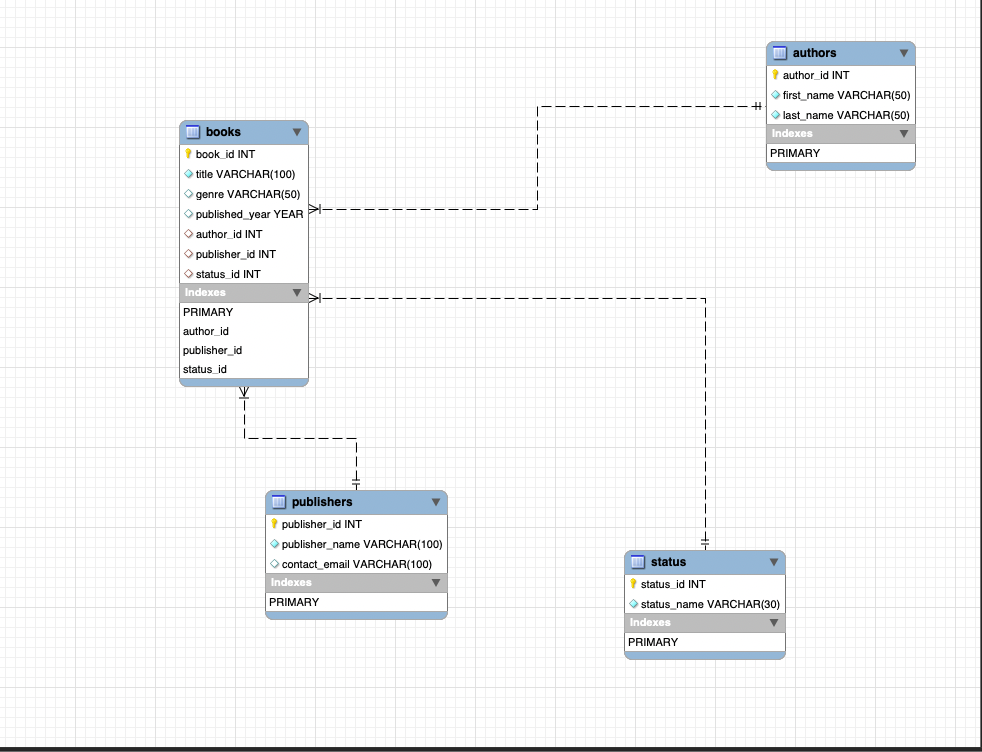 authors
author_id INT
first_name VARCHAR(50)
last_name VARCHAR(50)
Indexes
PRIMARY
books
book_id INT
title VARCHAR(100)
genre VARCHAR(50)
published_year YEAR
author_id INT
publisher_id INT
status_id INT
Indexes
PRIMARY
author_id
publisher_id
status_id
publishers
publisher_id INT
publisher_name VARCHAR(100)
contact_email VARCHAR(100)
Indexes
PRIMARY
status
status_id INT
status_name VARCHAR(30)
Indexes
PRIMARY